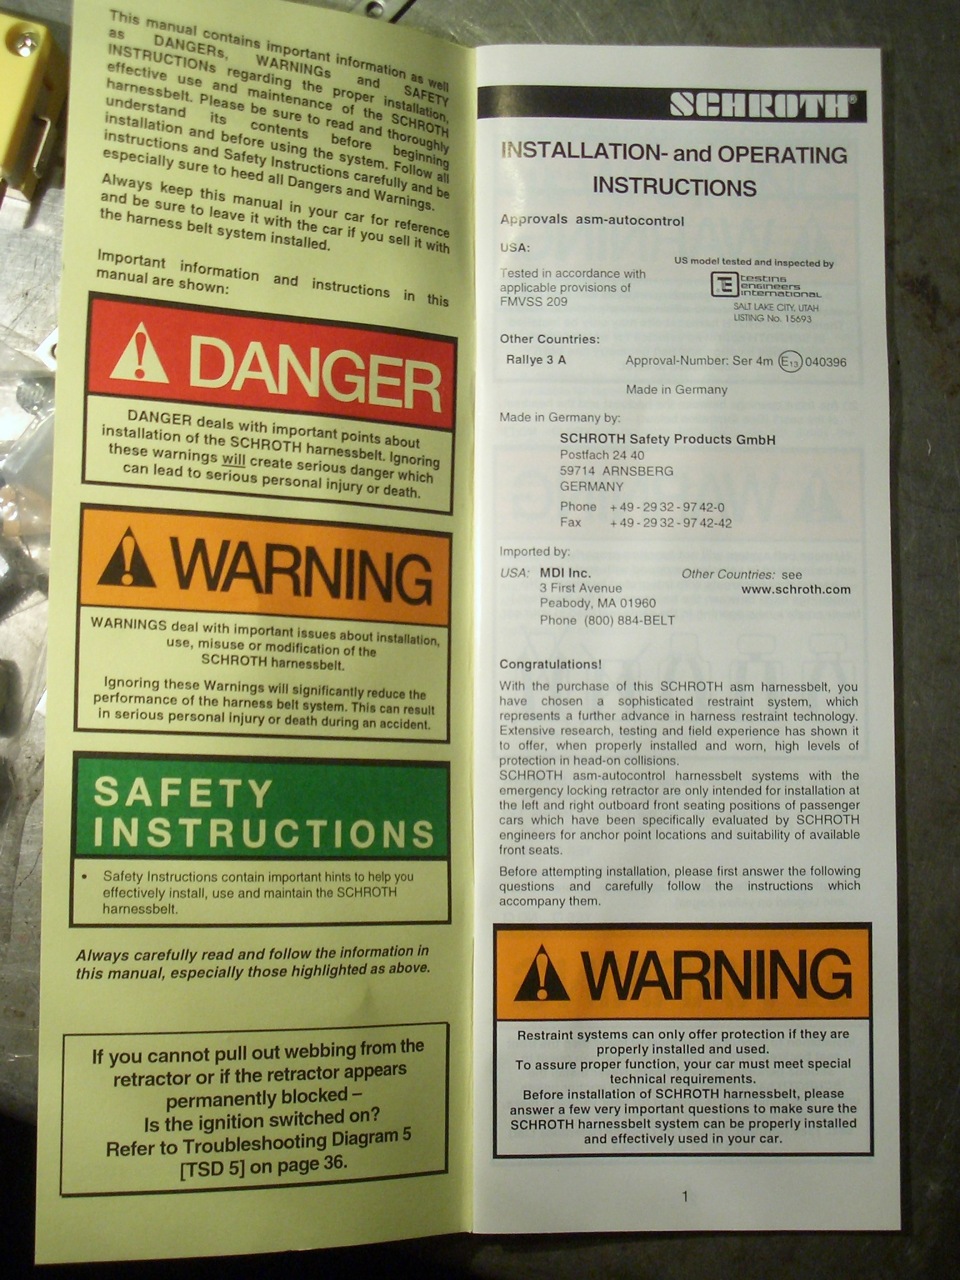 This manual contains important information as well
as DANGERs, WARNINGs and SAFETY
INSTRUCTIONs regarding the proper installation,
effective use and maintenance of the SCHROTH
harnessbelt. Please be sure to read and thoroughly
understand its contents before beginning
installation and before using the system. Follow all
instructions and Safety Instructions carefully and be
especially sure to heed all Dangers and Warnings.
Always keep this manual in your car for reference
and be sure to leave it with the car if you sell it with
the harness belt system installed.
Important information and instructions in this
manual are shown:
DANGER
DANGER deals with important points about
installation of the SCHROTH harnessbelt. Ignoring
these warnings will create serious danger which
can lead to serious personal injury or death.
WARNING
WARNINGS deal with important issues about installation,
use, misuse or modification of the
SCHROTH harnessbelt.
Ignoring these Warnings will significantly reduce the
performance of the harness belt system. This can result
in serious personal injury or death during an accident.
SAFETY
INSTRUCTIONS
• Safety Instructions contain important hints to help you
effectively install, use and maintain the SCHROTH
harnessbelt.
Always carefully read and follow the information in
this manual, especially those highlighted as above.
If you cannot pull out webbing from the
retractor or if the retractor appears
permanently blocked –
Is the ignition switched on?
Refer to Troubleshooting Diagram 5
[TSD 5] on page 36.
SCHROTH®
INSTALLATION- and OPERATING
INSTRUCTIONS
Approvals asm-autocontrol
USA:
US model tested and inspected by
Tested in accordance with
applicable provisions of
FMVSS 209
TE testing
engineers
international
SALT LAKE CITY, UTAH
LISTING No. 15693
Other Countries:
Rallye 3 A Approval-Number: Ser 4m E13 040396
Made in Germany
Made in Germany by:
SCHROTH Safety Products GmbH
Postfach 24 40
59714 ARNSBERG
GERMANY
Phone + 49 - 29 32 - 97 42-0
Fax + 49 - 29 32 - 97 42-42
Imported by:
USA: MDI Inc. Other Countries: see
3 First Avenue www.schroth.com
Peabody, MA 01960
Phone (800) 884-BELT
Congratulations!
With the purchase of this SCHROTH asm harnessbelt, you
have chosen a sophisticated restraint system, which
represents a further advance in harness restraint technology.
Extensive research, testing and field experience has shown it
to offer, when properly installed and worn, high levels of
protection in head-on collisions.
SCHROTH asm-autocontrol harnessbelt systems with the
emergency locking retractor are only intended for installation at
the left and right outboard front seating positions of passenger
cars which have been specifically evaluated by SCHROTH
engineers for anchor point locations and suitability of available
front seats.
Before attempting installation, please first answer the following
questions and carefully follow the instructions which
accompany them.
WARNING
Restraint systems can only offer protection if they are
properly installed and used.
To assure proper function, your car must meet special
technical requirements.
Before installation of SCHROTH harnessbelt, please
answer a few very important questions to make sure the
SCHROTH harnessbelt system can be properly installed
and effectively used in your car.
1